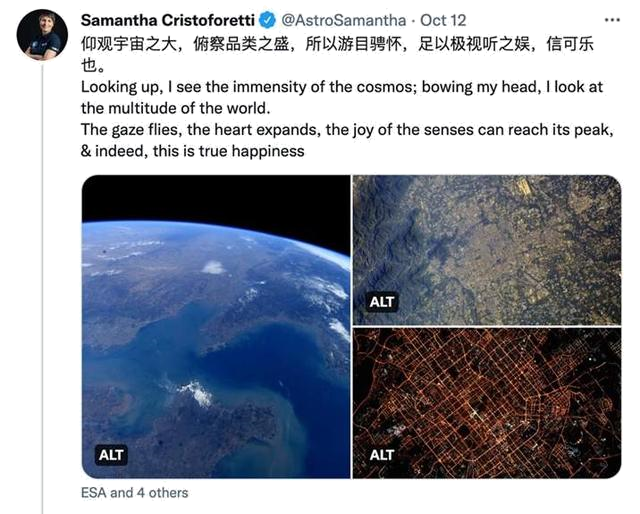 Samantha Cristoforetti @AstroSamantha · Oct 12
仰观宇宙之大，俯察品类之盛，所以游目骋怀，足以极视听之娱，信可乐
也。
Looking up, I see the immensity of the cosmos; bowing my head, I look at
the multitude of the world.
The gaze flies, the heart expands, the joy of the senses can reach its peak,
& indeed, this is true happiness
ALT
ALT
ALT
ESA and 4 others